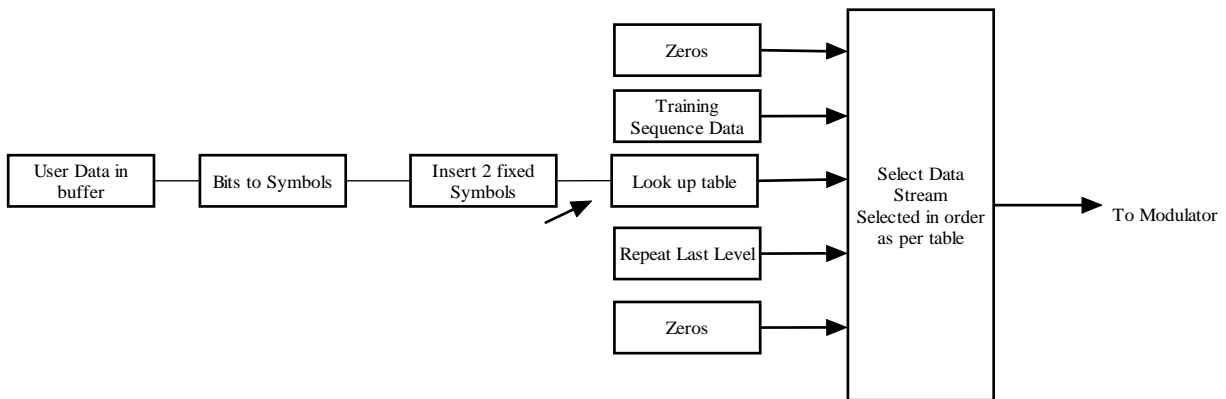 Zeros
Training
Sequence Data
User Data in
buffer
Bits to Symbols
Insert 2 fixed
Symbols
Look up table
Repeat Last Level
Zeros
Select Data
Stream
Selected in order
as per table
To Modulator